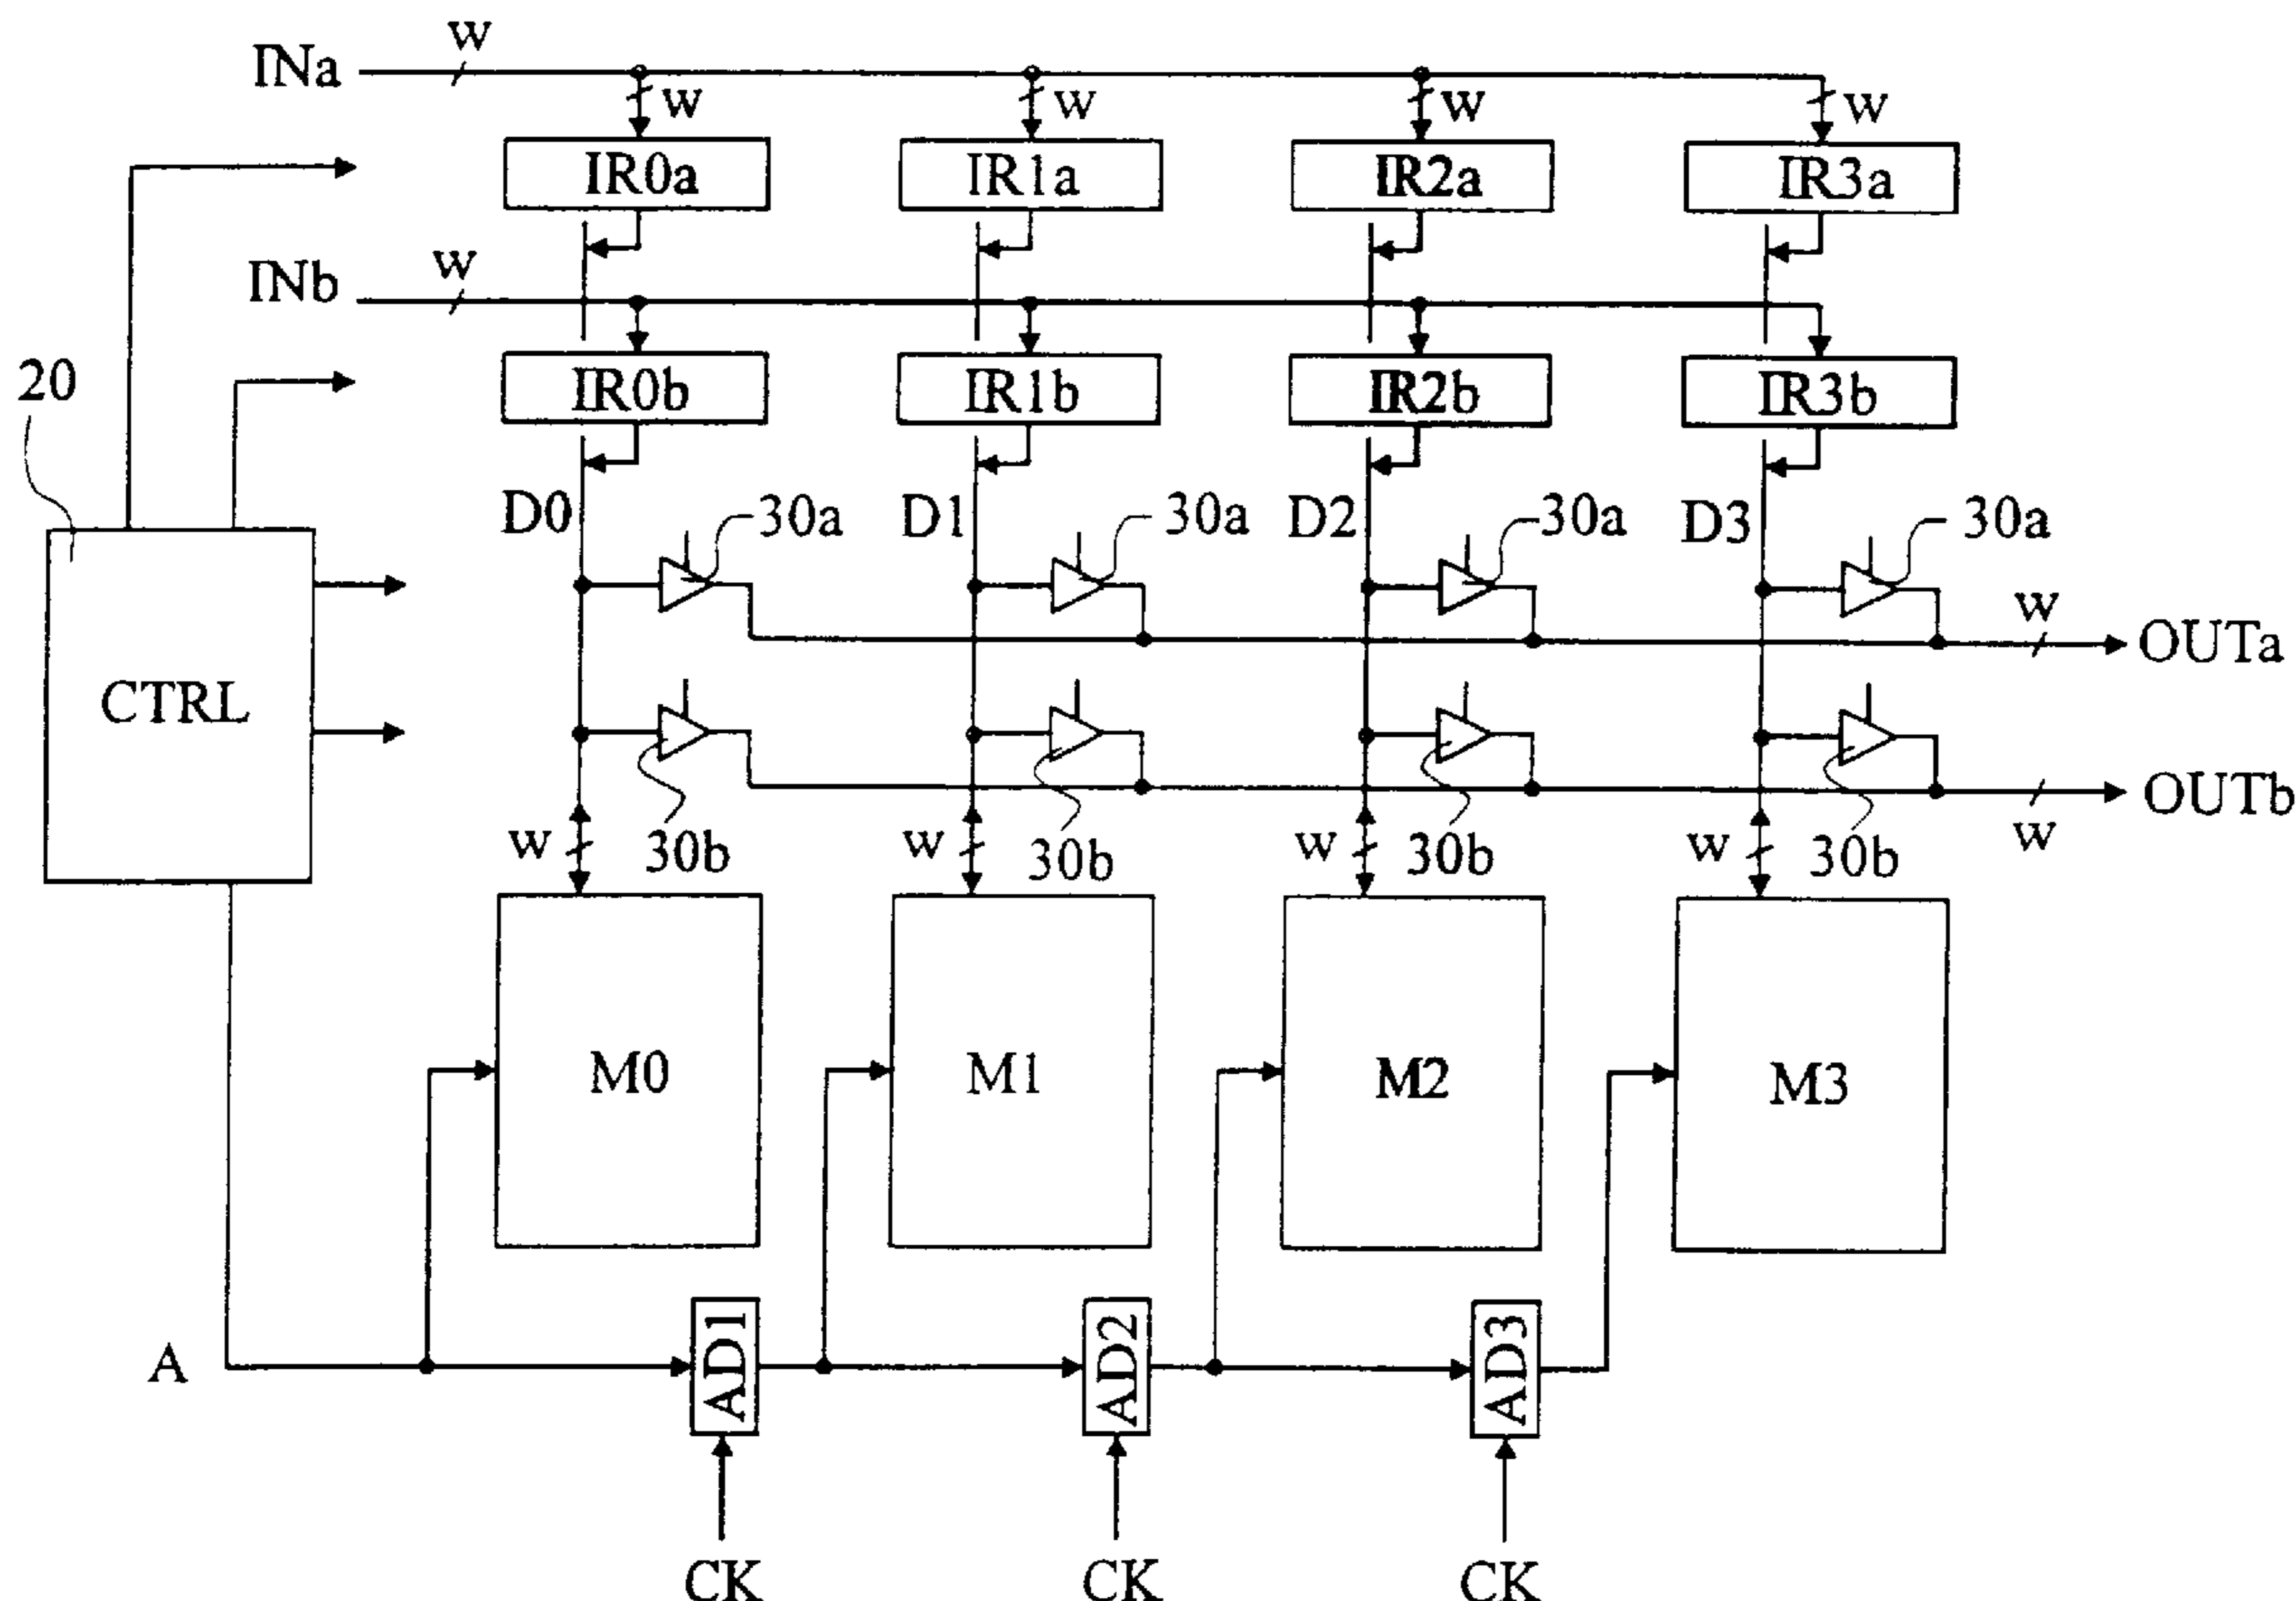 w
INa
w
w
w
w
IR0a
IR1a
IR2a
IR3a
w
INb
20
IR0b
IR1b
IR2b
IR3b
D0
30a
D1
30a
D2
30a
D3
30a
w
OUTa
CTRL
OUTb
w
30b
w
30b
w
30b
w
30b
w
M0
M1
M2
M3
A
AD1
AD2
AD3
CK
CK
CK